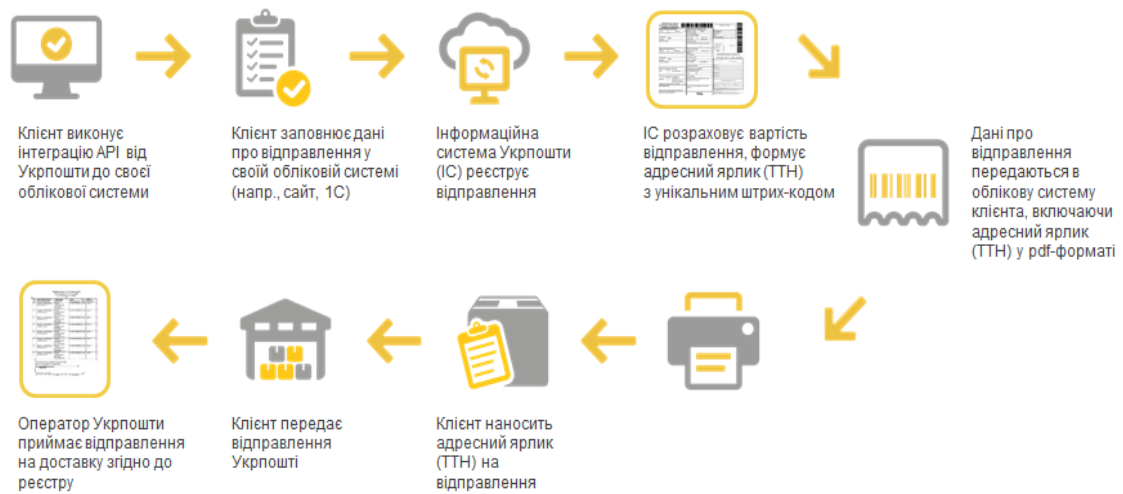 Клієнт виконує
інтеграцію API від
Укрпошти до своєї
облікової системи
Клієнт заповнює дані
про відправлення у
своїй обліковій системі
(напр., сайт, 1С)
Інформаційна
система Укрпошти
(ІС) реєструє
відправлення
ІС розраховує вартість
відправлення, формує
адресний ярлик (ТТН)
з унікальним штрих-кодом
Дані про
відправлення
передаються в
облікову систему
клієнта, включаючи
адресний ярлик
(ТТН) у pdf-форматі
Клієнт наносить
адресний ярлик
(ТТН) на
відправлення
Клієнт передає
відправлення
Укрпошті
Оператор Укрпошти
приймає відправлення
на доставку згідно до
реєстру